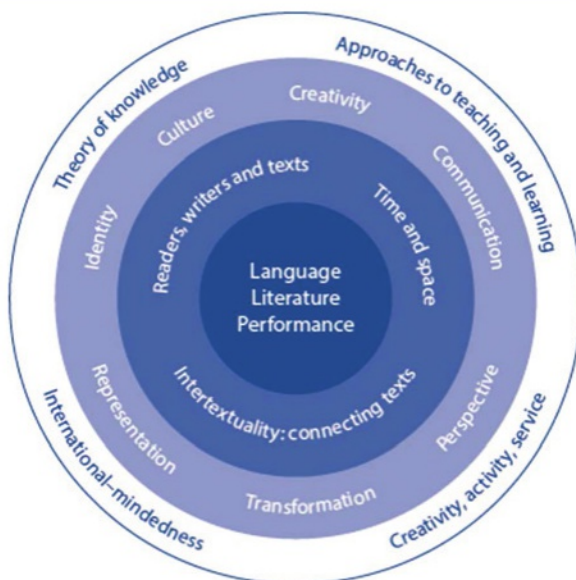 Theory of knowledge
Approaches to teaching and learning
International–mindedness
Creativity, activity, service
Identity
Culture
Creativity
Communication
Perspective
Transformation
Representation
Readers, writers and texts
Time and space
Intertextuality: connecting texts
Language
Literature
Performance